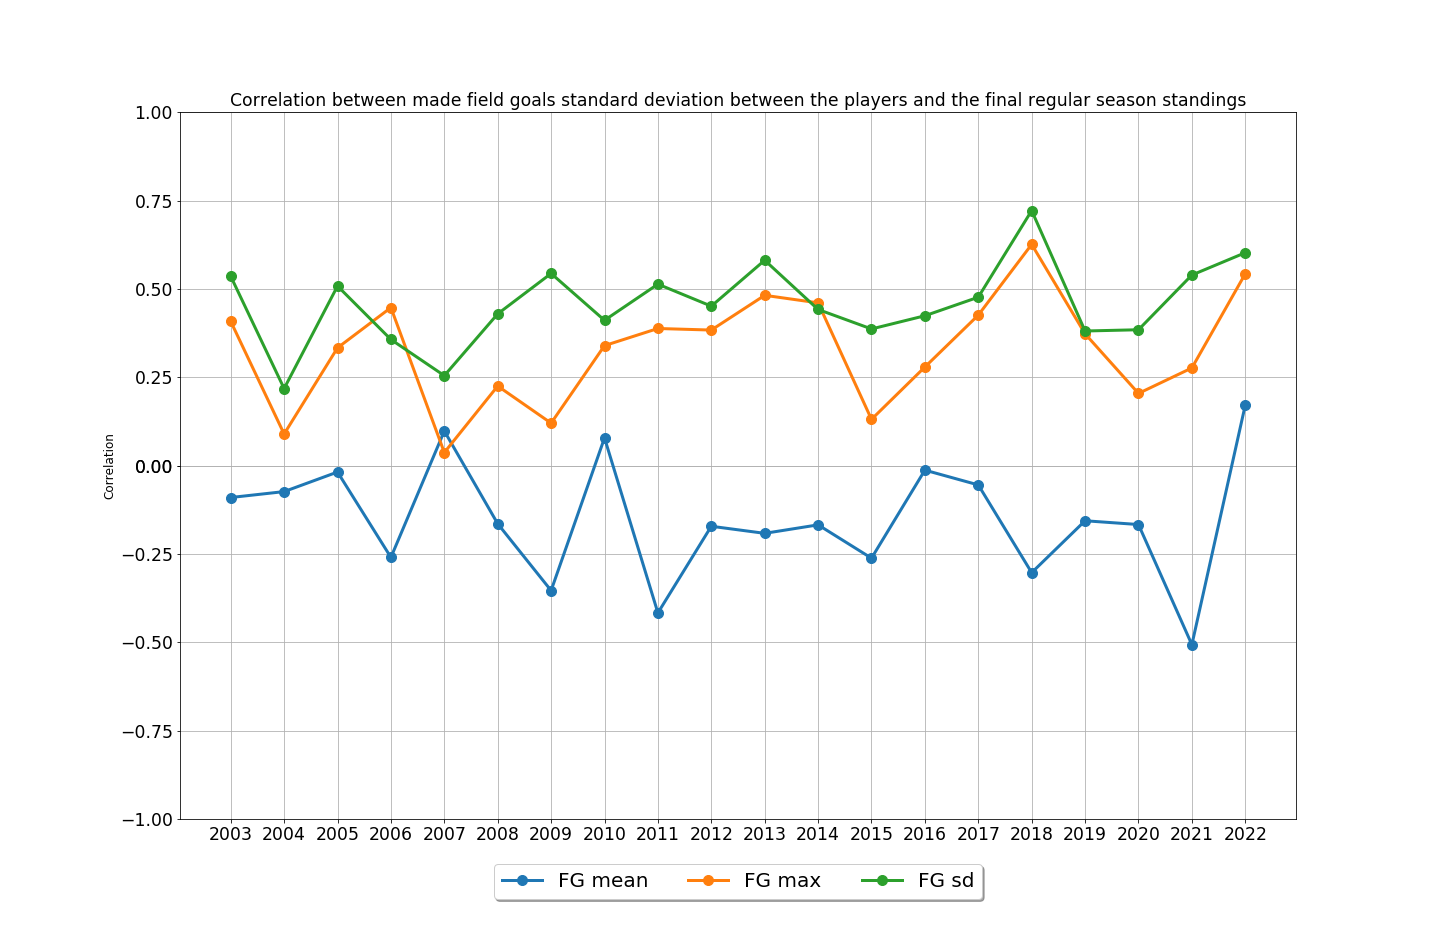 Correlation between made field goals standard deviation between the players and the final regular season standings
1.00
0.75
0.50
0.25
0.00
−0.25
−0.50
−0.75
−1.00
Correlation
2003 2004 2005 2006 2007 2008 2009 2010 2011 2012 2013 2014 2015 2016 2017 2018 2019 2020 2021 2022
FG mean FG max FG sd